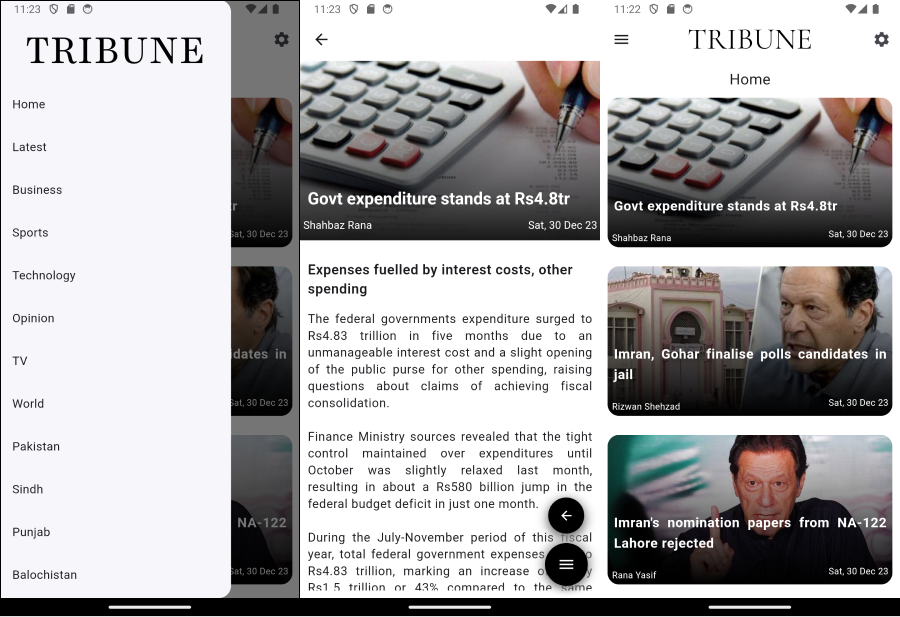 11:23
TRIBUNE
Home
Latest
Business
Sports
Technology
Opinion
TV
World
Pakistan
Sindh
Punjab
Balochistan
tr
Sat, 30 Dec 23
dates in
Sat, 30 Dec 23
NA-122
Sat, 30 Dec 23
11:23
Govt expenditure stands at Rs4.8tr
Shahbaz Rana
Sat, 30 Dec 23
Expenses fuelled by interest costs, other
spending
The federal governments expenditure surged to
Rs4.83 trillion in five months due to an
unmanageable interest cost and a slight opening
of the public purse for other spending, raising
questions about claims of achieving fiscal
consolidation.
Finance Ministry sources revealed that the tight
control maintained over expenditures until
October was slightly relaxed last month,
resulting in about a Rs580 billion jump in the
federal budget deficit in just one month.
During the July-November period of this fiscal
year, total federal government expenses
Rs4.83 trillion, marking an increase
Rs1.5 trillion or 43% compared to the same
11:22
TRIBUNE
Home
Govt expenditure stands at Rs4.8tr
Shahbaz Rana
Sat, 30 Dec 23
Imran, Gohar finalise polls candidates in
jail
Rizwan Shehzad
Sat, 30 Dec 23
Imran's nomination papers from NA-122
Lahore rejected
Rana Yasif
Sat, 30 Dec 23